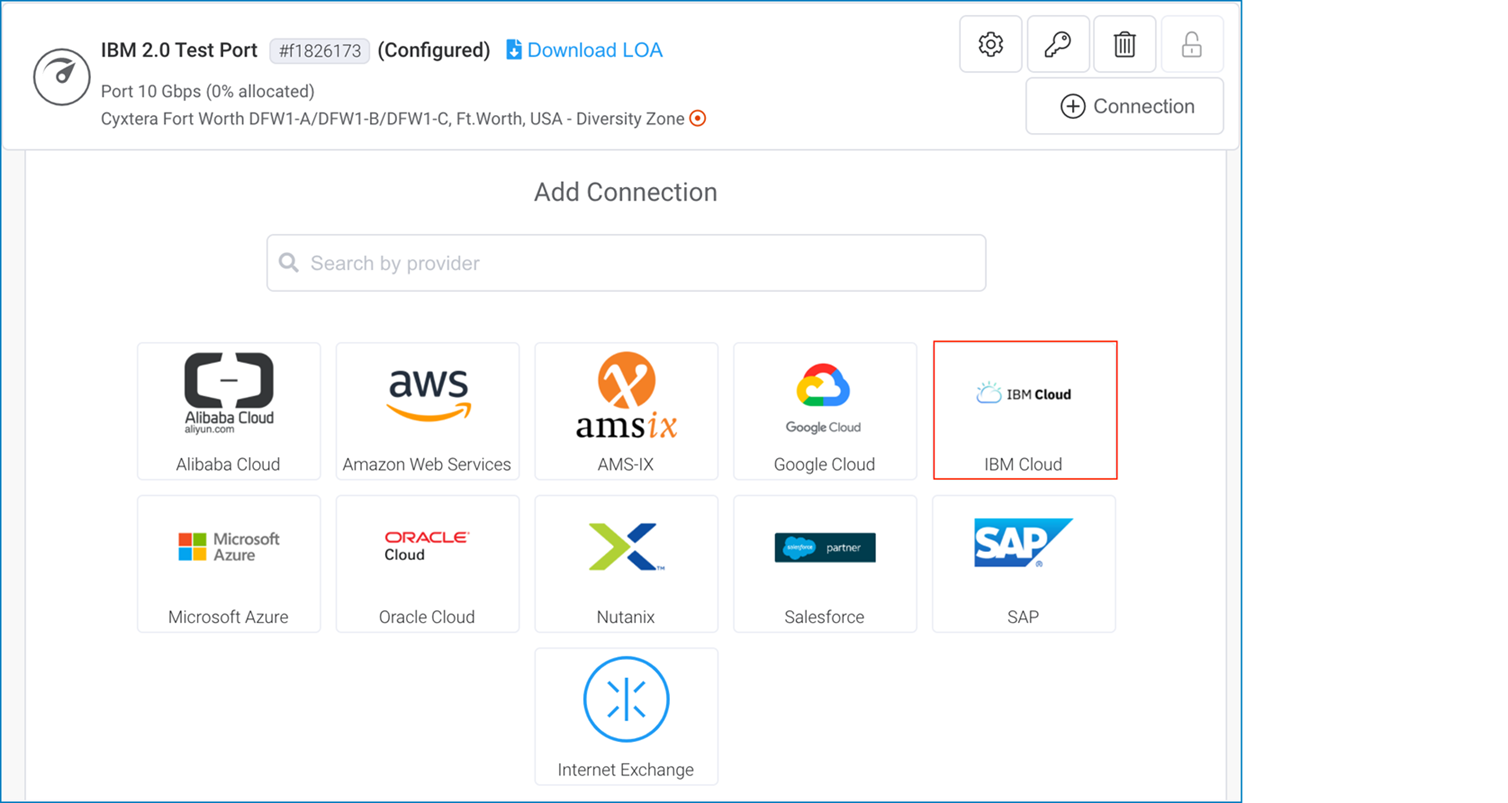 IBM 2.0 Test Port #f1826173 (Configured) Download LOA
Port 10 Gbps (0% allocated)
Cyxtera Fort Worth DFW1-A/DFW1-B/DFW1-C, Ft.Worth, USA - Diversity Zone
Connection
Add Connection
Search by provider
Alibaba Cloud
aliyun.com
Alibaba Cloud
aws
Amazon Web Services
amsix
AMS-IX
Google Cloud
Google Cloud
IBM Cloud
IBM Cloud
Microsoft
Azure
Microsoft Azure
ORACLE
Cloud
Oracle Cloud
TM
Nutanix
salesforce partner
Salesforce
SAP ®
SAP
Internet Exchange